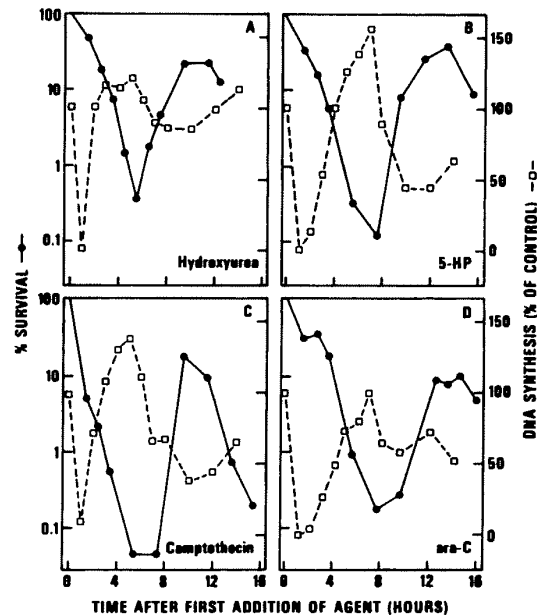 100
10
1
0.1
A
Hydroxyurea
B
5-HP
150
100
50
0
% SURVIVAL
DNA SYNTHESIS (% OF CONTROL)
100
10
1
0.1
C
Camptothecin
D
ara-C
150
100
50
0
0 4 8 12 16
0 4 8 12 16
TIME AFTER FIRST ADDITION OF AGENT (HOURS)